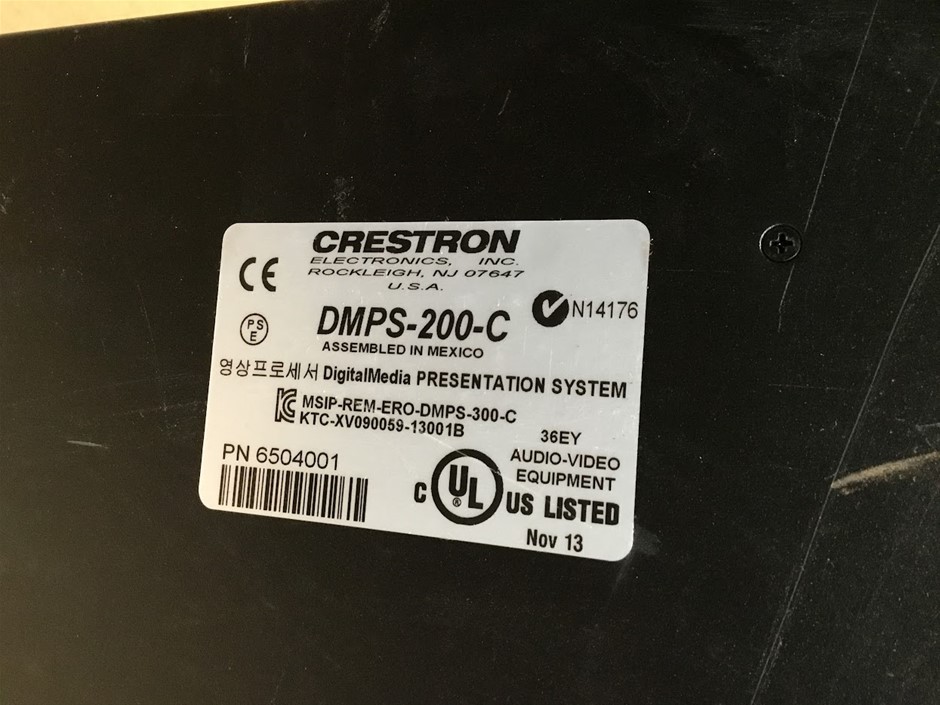 CRESTRON
ELECTRONICS, INC.
ROCKLEIGH, NJ 07647
U.S.A.
CE
N14176
PS
E
DMPS-200-C
ASSEMBLED IN MEXICO
영상프로세서 DigitalMedia PRESENTATION SYSTEM
MSIP-REM-ERO-DMPS-300-C
KTC-XV090059-13001B
PN 6504001
36EY
AUDIO-VIDEO
EQUIPMENT
C UL ® US LISTED
Nov 13